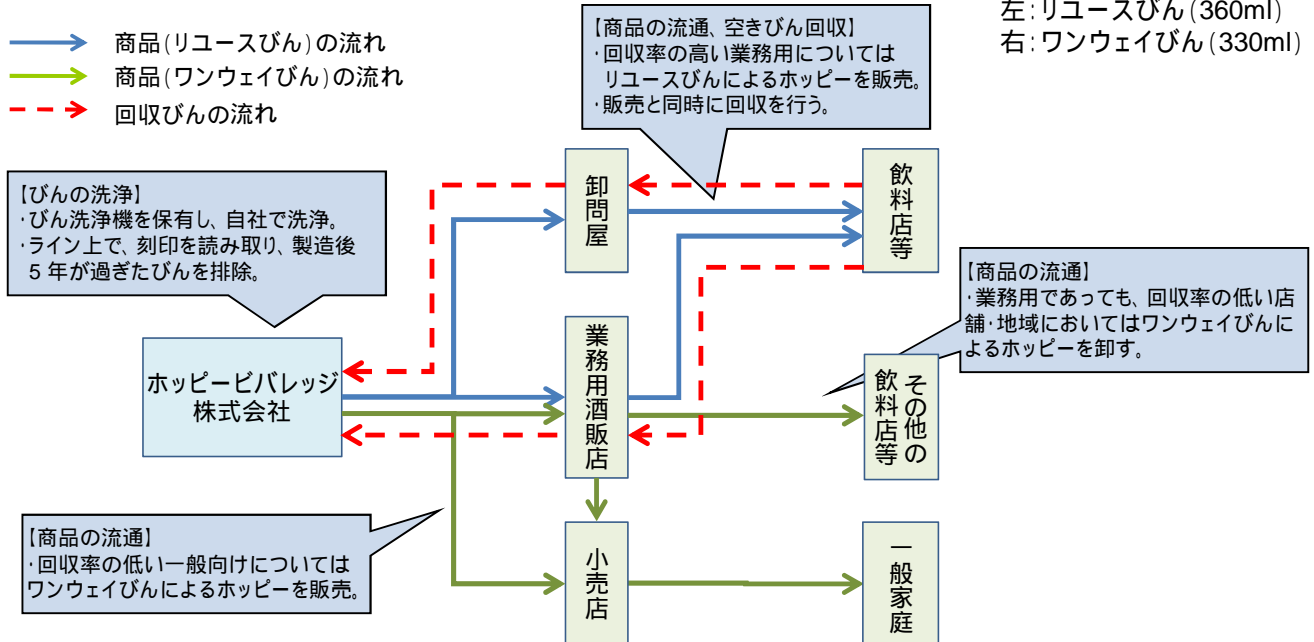 左:リユースびん(360ml)
右:ワンウェイびん(330ml)
商品(リユースびん)の流れ
商品(ワンウェイびん)の流れ
回収びんの流れ
【商品の流通、空きびん回収】
・回収率の高い業務用については
リユースびんによるホッピーを販売。
・販売と同時に回収を行う。
【びんの洗浄】
・びん洗浄機を保有し、自社で洗浄。
・ライン上で、刻印を読み取り、製造後
5年が過ぎたびんを排除。
卸問屋
飲料店等
【商品の流通】
・業務用であっても、回収率の低い店
舗・地域においてはワンウェイびんに
よるホッピーを卸す。
ホッピービバレッジ
株式会社
業務用酒販店
その他の
飲料店等
【商品の流通】
・回収率の低い一般向けについては
ワンウェイびんによるホッピーを販売。
小売店
一般家庭